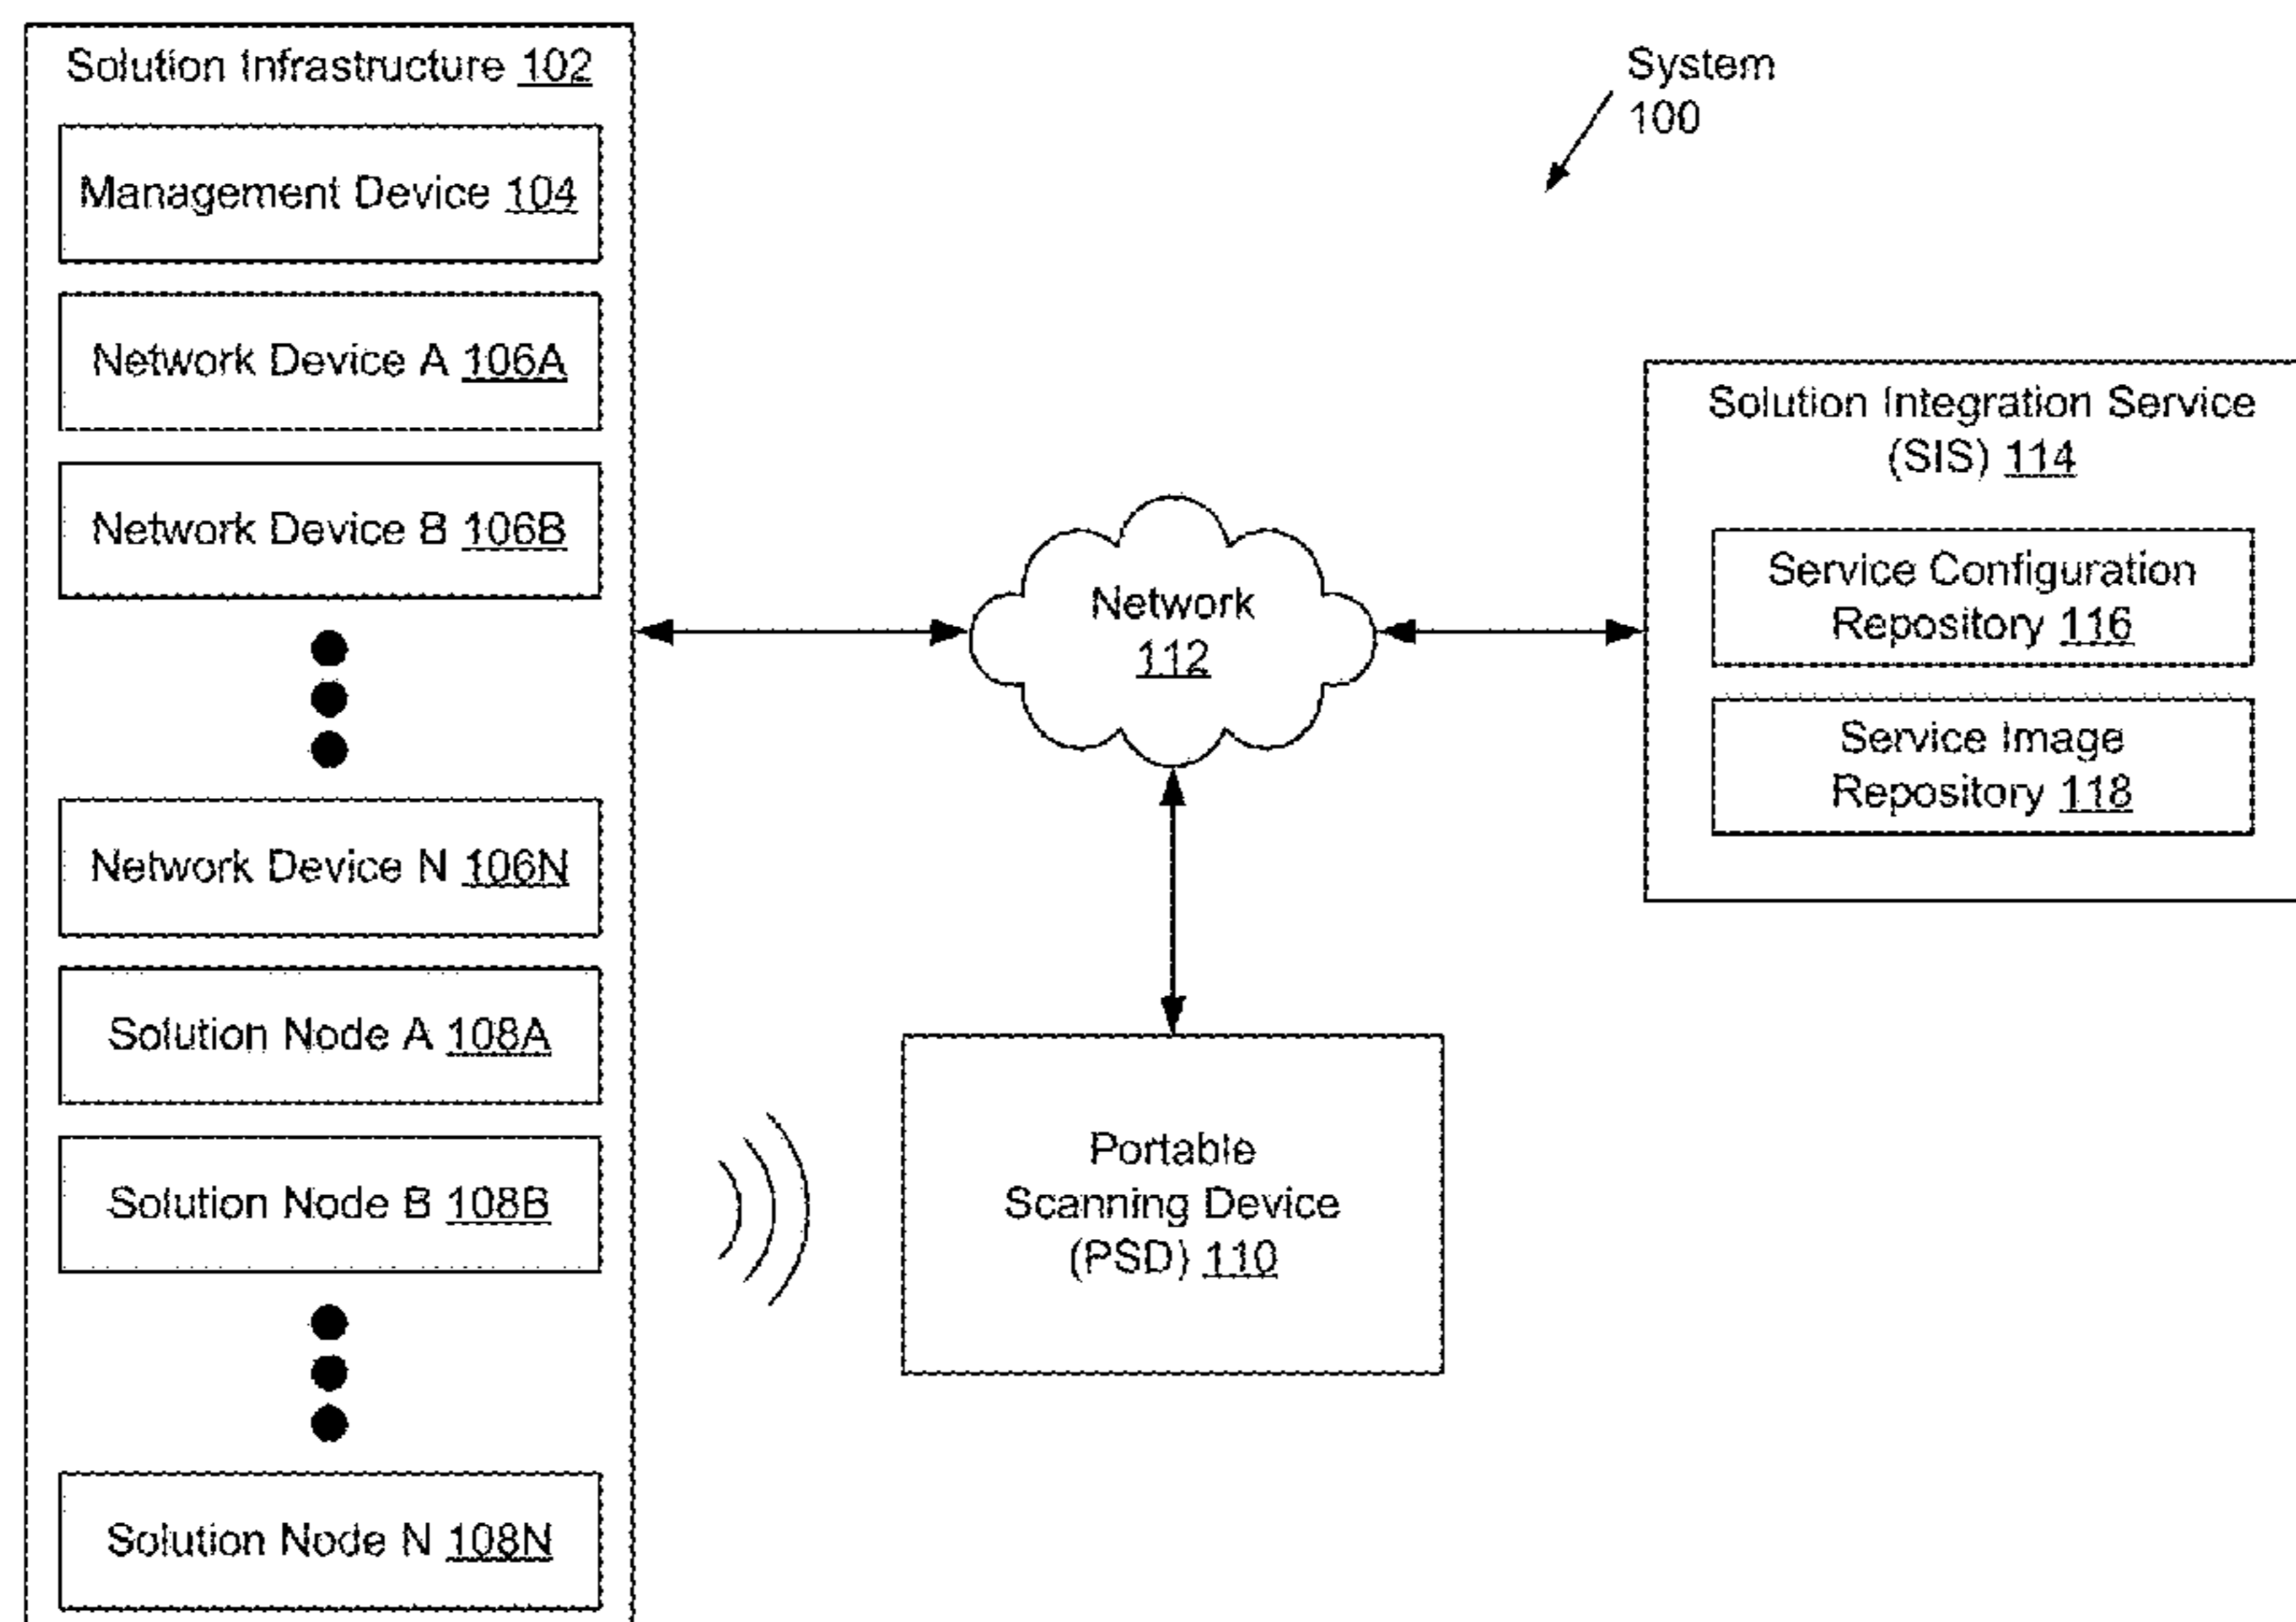 Solution Infrastructure 102
Management Device 104
Network Device A 106A
Network Device B 106B
Network Device N 106N
Solution Node A 108A
Solution Node B 108B
Solution Node N 108N
System
100
Network
112
Portable
Scanning Device
(PSD) 110
Solution Integration Service
(SIS) 114
Service Configuration
Repository 116
Service Image
Repository 118